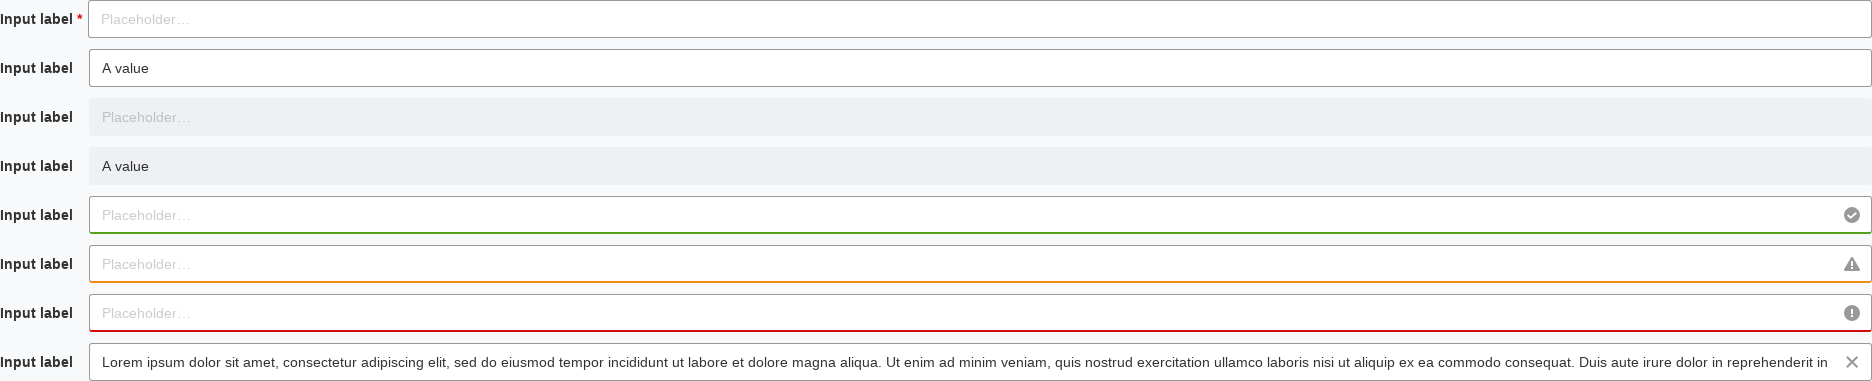 Input label * Placeholder…
Input label A value
Input label Placeholder…
Input label A value
Input label Placeholder…
Input label Placeholder…
Input label Placeholder…
Input label Lorem ipsum dolor sit amet, consectetur adipiscing elit, sed do eiusmod tempor incididunt ut labore et dolore magna aliqua. Ut enim ad minim veniam, quis nostrud exercitation ullamco laboris nisi ut aliquip ex ea commodo consequat. Duis aute irure dolor in reprehenderit in